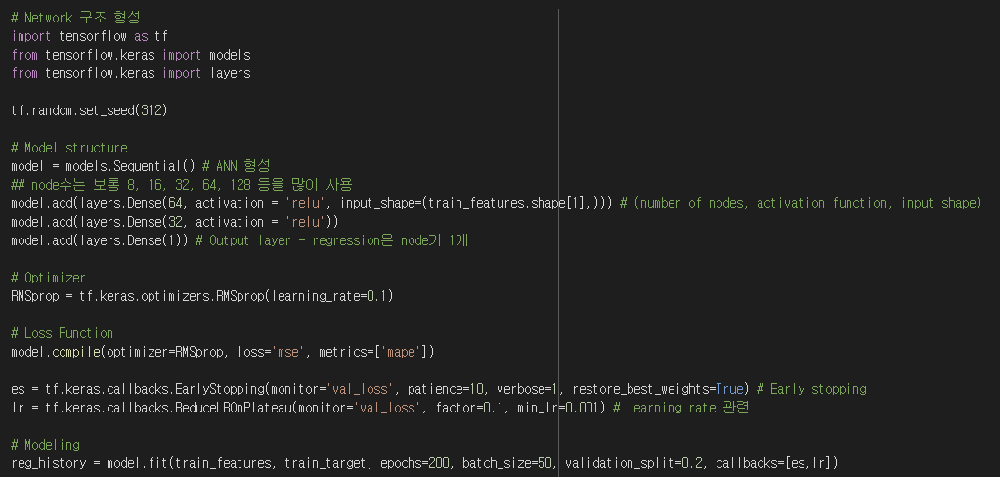 # Network 구조 형성
import tensorflow as tf
from tensorflow.keras import models
from tensorflow.keras import layers
tf.random.set_seed(312)
# Model structure
model = models.Sequential() # ANN 형성
## node수는 보통 8, 16, 32, 64, 128 등을 많이 사용
model.add(layers.Dense(64, activation = 'relu', input_shape=(train_features.shape[1],))) # (number of nodes, activation function, input shape)
model.add(layers.Dense(32, activation = 'relu'))
model.add(layers.Dense(1)) # Output layer - regression은 node가 1개
# Optimizer
RMSprop = tf.keras.optimizers.RMSprop(learning_rate=0.1)
# Loss Function
model.compile(optimizer=RMSprop, loss='mse', metrics=['mape'])
es = tf.keras.callbacks.EarlyStopping(monitor='val_loss', patience=10, verbose=1, restore_best_weights=True) # Early stopping
lr = tf.keras.callbacks.ReduceLROnPlateau(monitor='val_loss', factor=0.1, min_lr=0.001) # learning rate 관련
# Modeling
reg_history = model.fit(train_features, train_target, epochs=200, batch_size=50, validation_split=0.2, callbacks=[es,lr])